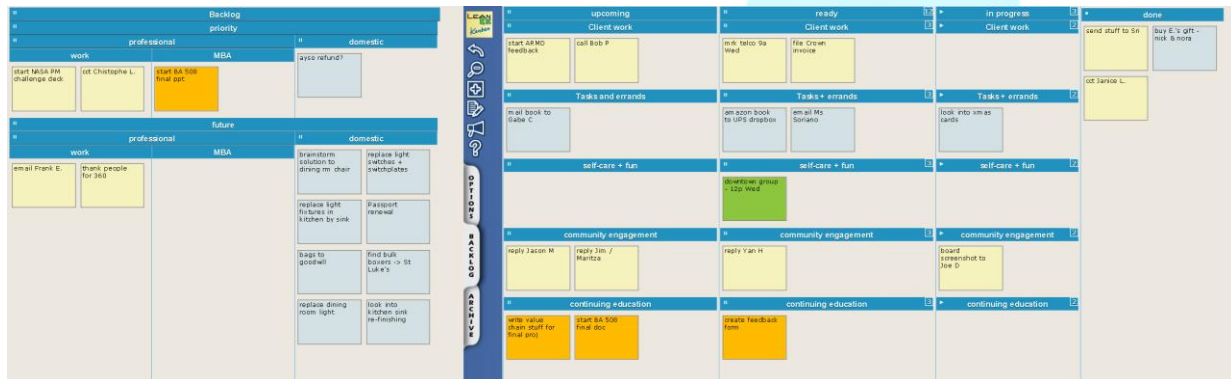 Backlog
priority
professional
domestic
work
MBA
start NASA PM
challenge deck
cct Chistophe L.
start BA 508
final ppt
ayso refund?
future
professional
domestic
work
MBA
email Frank E.
thank people
for 360
brainstorm
solution to
dining rm chair
replace light
swtches +
swtchplates
replace light
fixtures in
kitchen by sink
Passport
renewal
bags to
goodwill
find bulk
boxers -> St
Luke's
replace dining
room light
look into
kitchen sink
re-finishing
LEAN
Kanban
OPTIONS
BACKLOG
ARCHIVE
upcoming
ready
in progress
done
Client work
Client work
Client work
start ARMO
feedback
call Bob P
mrk telco 9a
Wed
file Crown
invoice
send stuff to Sri
buy E.'s gift -
nick & nora
cct Janice L.
Tasks and errands
Tasks+ errands
Tasks+ errands
mail book to
Gabe C
amazon book
to UPS dropbox
email Ms
Soriano
look into xmas
cards
self-care + fun
self-care + fun
self-care + fun
downtown group
- 12p Wed
community engagement
community engagement
community engagement
reply Jason M
reply Jim /
Maritza
reply Yan H
board
screenshot to
Joe D
continuing education
continuing education
continuing education
write value
chain stuff for
final proj
start BA 508
final doc
create feedback
form